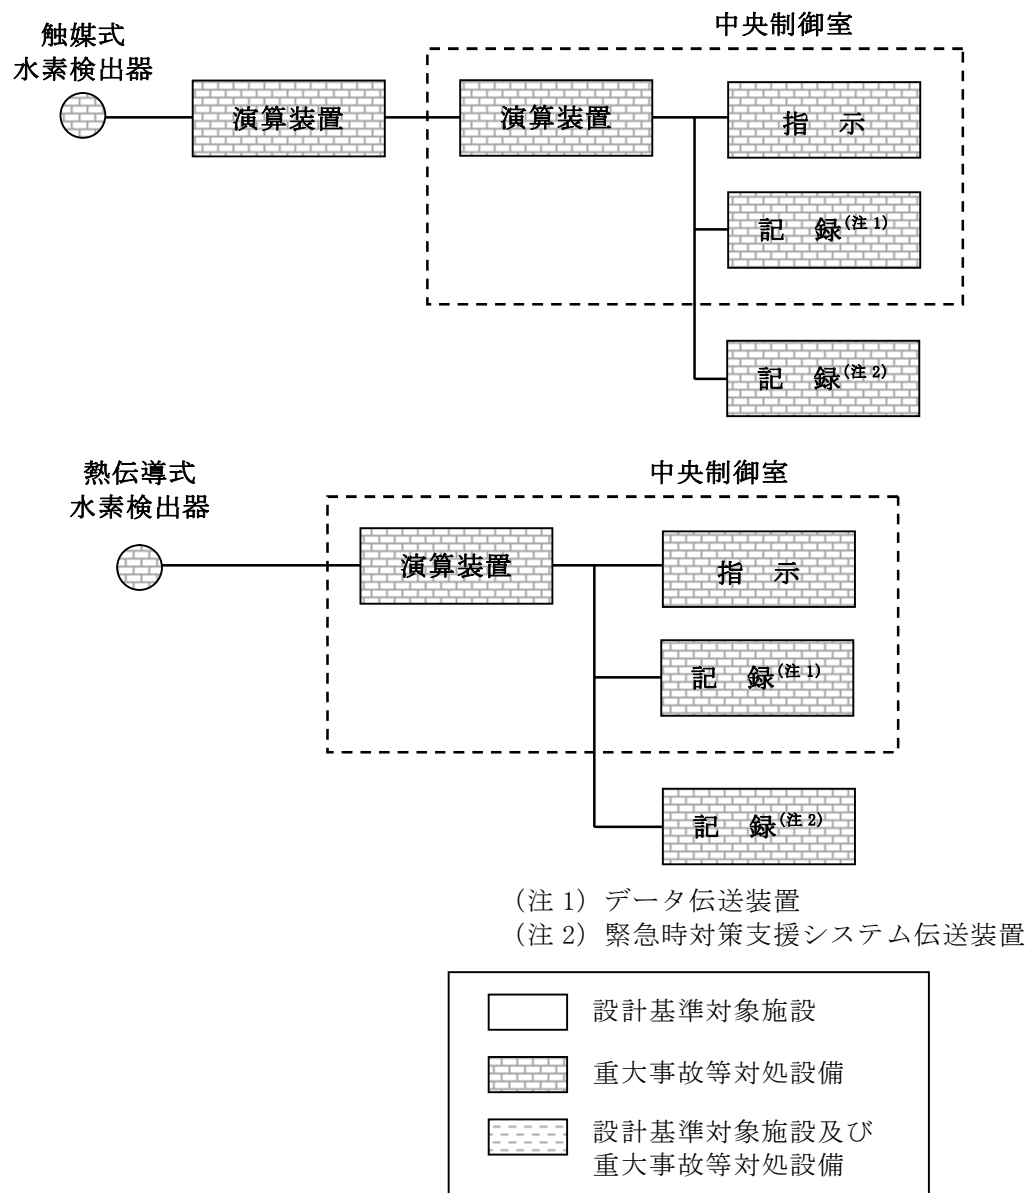 触媒式
水素検出器
中央制御室
演算装置
演算装置
指　示
記　録(注 1)
記　録(注 2)
熱伝導式
水素検出器
中央制御室
演算装置
指　示
記　録(注 1)
記　録(注 2)
（注 1）データ伝送装置
（注 2）緊急時対策支援システム伝送装置
設計基準対象施設
重大事故等対処設備
設計基準対象施設及び
重大事故等対処設備